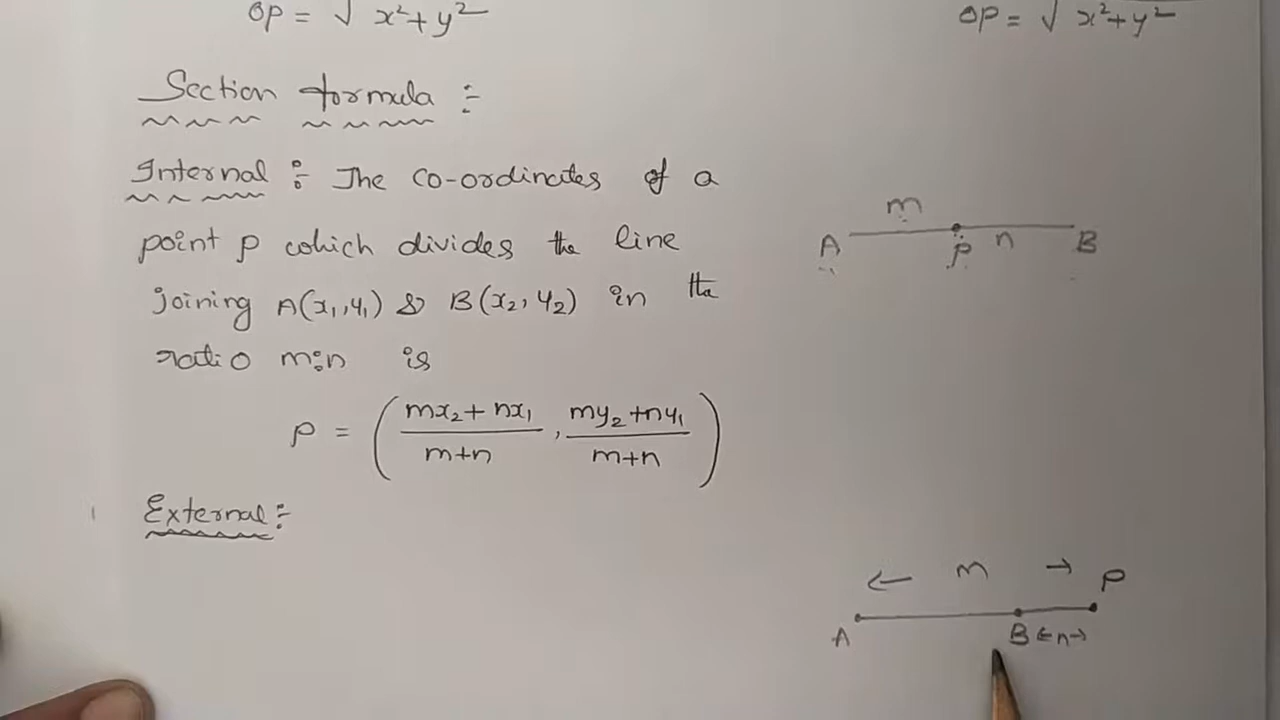 OP = √ x²+y²
OP = √ x²+y²
Section formula :-
Internal :- The co-ordinates of a
point p which divides the line
joining A(x₁,y₁) & B(x₂, y₂) in the
ratio m:n is
P = ( mx₂+nx₁ / m+n , my₂+ny₁ / m+n )
External :-
m
A P n B
← m → P
A B ←n→